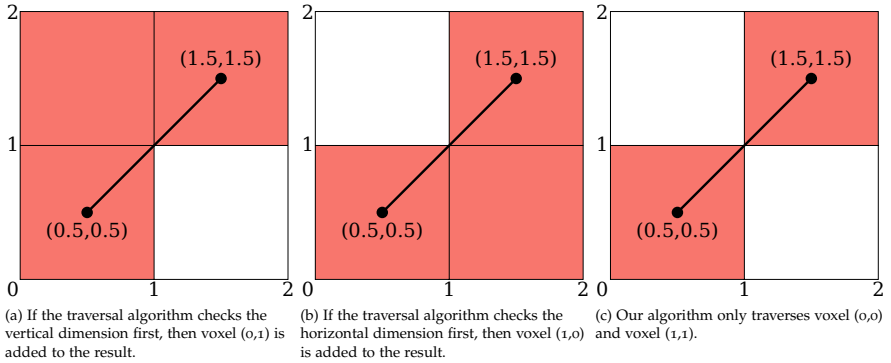 2
(1.5,1.5)
1
(0.5,0.5)
0
1
2
(a) If the traversal algorithm checks the
vertical dimension first, then voxel (0,1) is
added to the result.
2
(1.5,1.5)
1
(0.5,0.5)
0
1
2
(b) If the traversal algorithm checks the
horizontal dimension first, then voxel (1,0)
is added to the result.
2
(1.5,1.5)
1
(0.5,0.5)
0
1
2
(c) Our algorithm only traverses voxel (0,0)
and voxel (1,1).